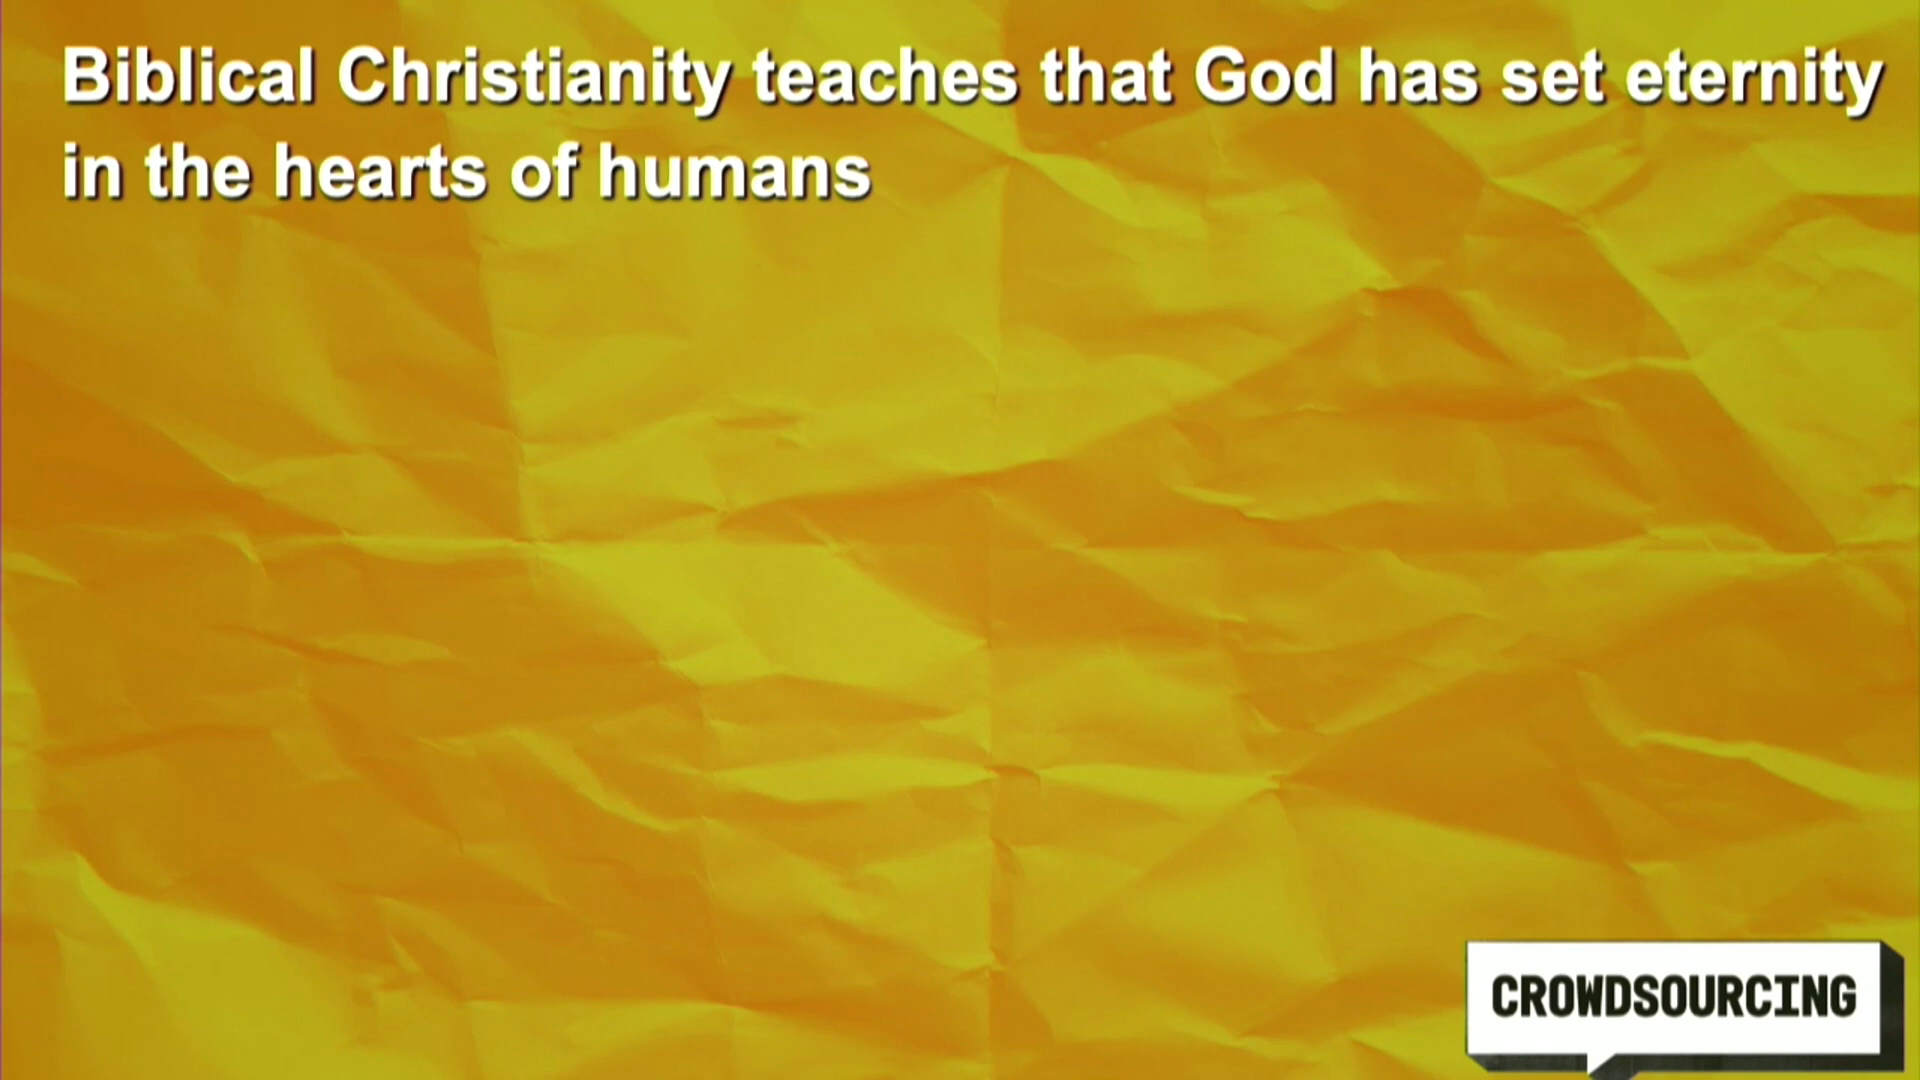 Biblical Christianity teaches that God has set eternity
in the hearts of humans
CROWDSOURCING